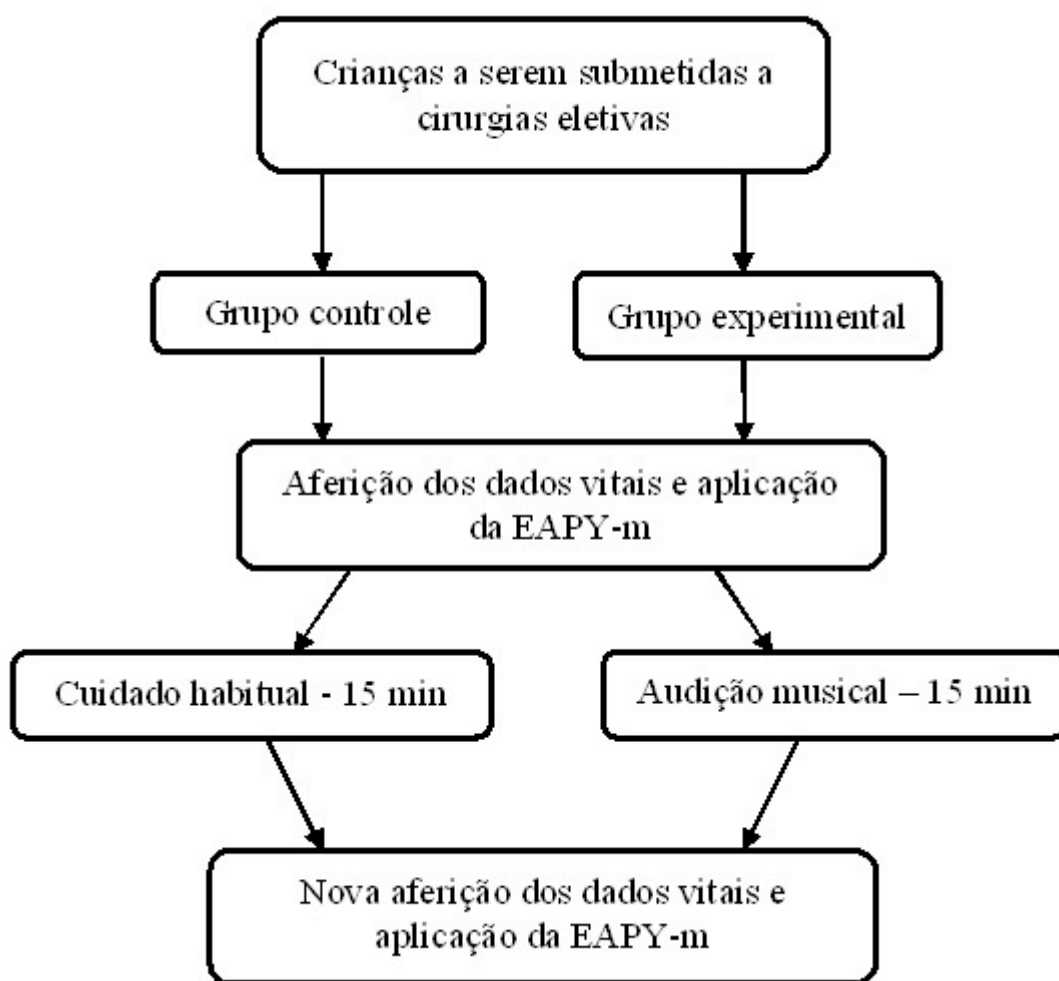 Crianças a serem submetidas a
cirurgias eletivas
Grupo controle
Grupo experimental
Aferição dos dados vitais e aplicação
da EAPY-m
Cuidado habitual - 15 min
Audição musical – 15 min
Nova aferição dos dados vitais e
aplicação da EAPY-m